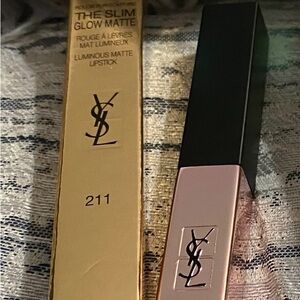 THE SLIM
GLOW MATTE
ROUGE À LÈVRES
MAT LUMINEUX
LUMINOUS MATTE
LIPSTICK
YSL
211
YSL